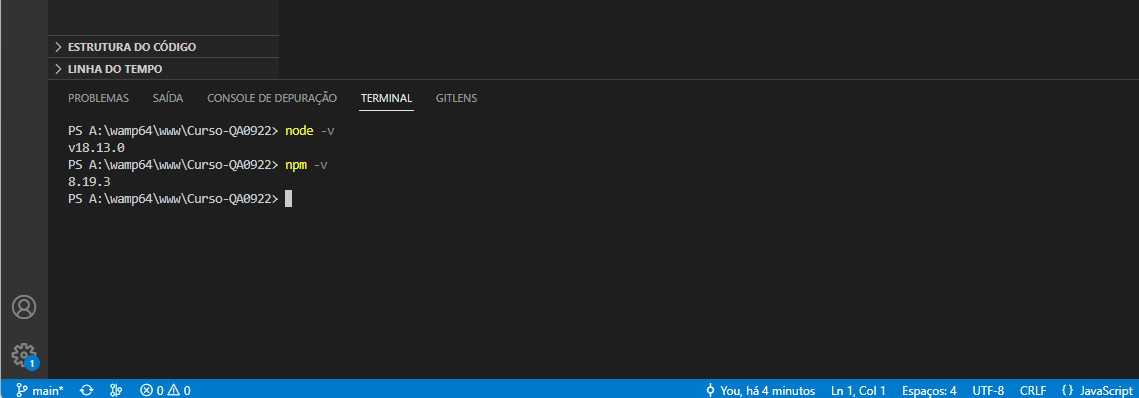 ESTRUTURA DO CÓDIGO
LINHA DO TEMPO
PROBLEMAS SAÍDA CONSOLE DE DEPURAÇÃO TERMINAL GITLENS
PS A:\wamp64\www\Curso-QA0922> node -v
v18.13.0
PS A:\wamp64\www\Curso-QA0922> npm -v
8.19.3
PS A:\wamp64\www\Curso-QA0922>
1
main* 0 0 You, há 4 minutos Ln 1, Col 1 Espaços: 4 UTF-8 CRLF {} JavaScript